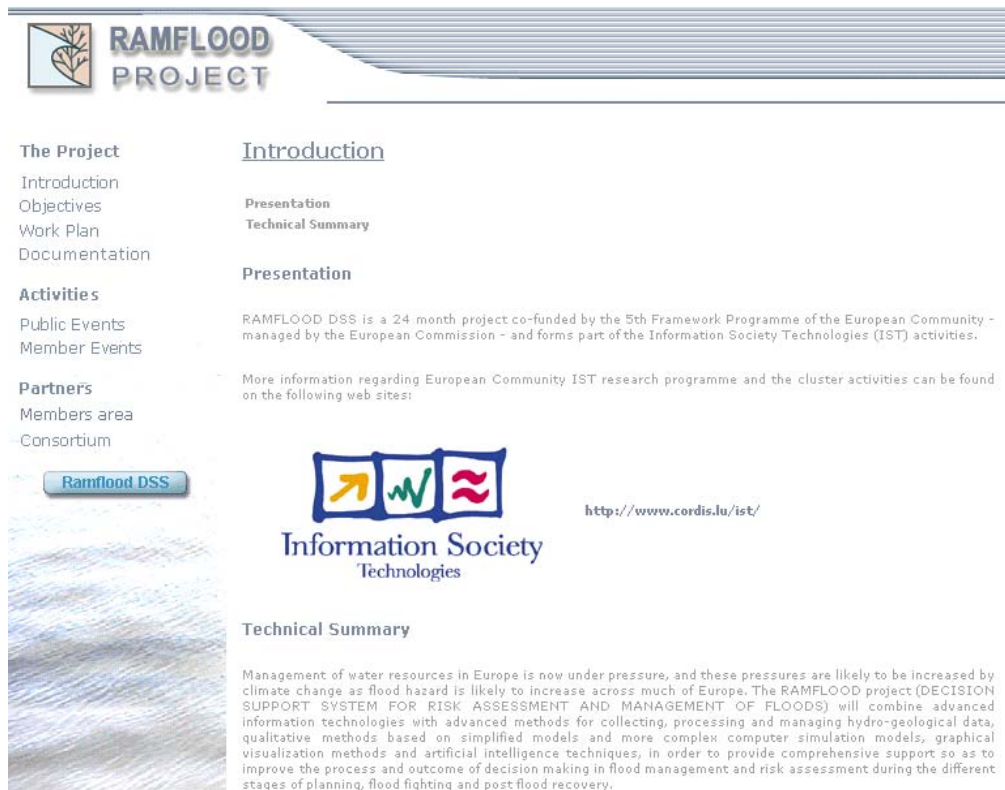 RAMFLOOD
PROJECT
The Project
Introduction
Objectives
Work Plan
Documentation
Activities
Public Events
Member Events
Partners
Members area
Consortium
Ramflood DSS
Introduction
Presentation
Technical Summary
Presentation
RAMFLOOD DSS is a 24 month project co-funded by the 5th Framework Programme of the European Community -
managed by the European Commission - and forms part of the Information Society Technologies (IST) activities.
More information regarding European Community IST research programme and the cluster activities can be found
on the following web sites:
Information Society
Technologies
http://www.cordis.lu/ist/
Technical Summary
Management of water resources in Europe is now under pressure, and these pressures are likely to be increased by
climate change as flood hazard is likely to increase across much of Europe. The RAMFLOOD project (DECISION
SUPPORT SYSTEM FOR RISK ASSESSMENT AND MANAGEMENT OF FLOODS) will combine advanced
information technologies with advanced methods for collecting, processing and managing hydro-geological data,
qualitative methods based on simplified models and more complex computer simulation models, graphical
visualization methods and artificial intelligence techniques, in order to provide comprehensive support so as to
improve the process and outcome of decision making in flood management and risk assessment during the different
stages of planning, flood fighting and post flood recovery.